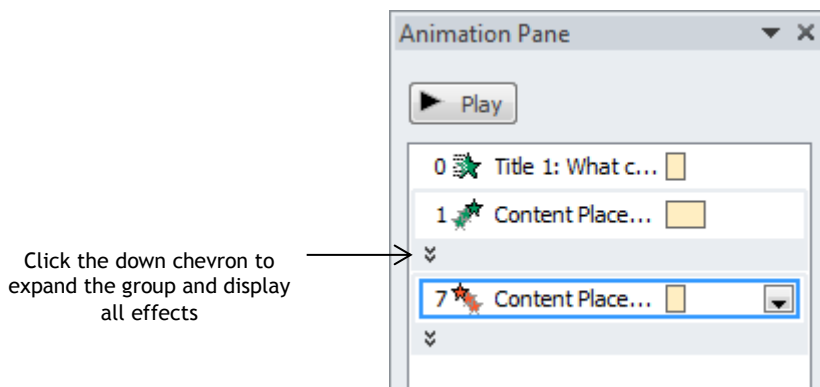 Animation Pane
Play
0 Title 1: What c...
1 Content Place...
Click the down chevron to
expand the group and display
all effects
7 Content Place...